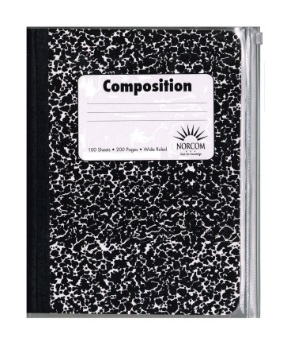 Composition
100 Sheets • 200 Pages • Wide Ruled
NORCOM